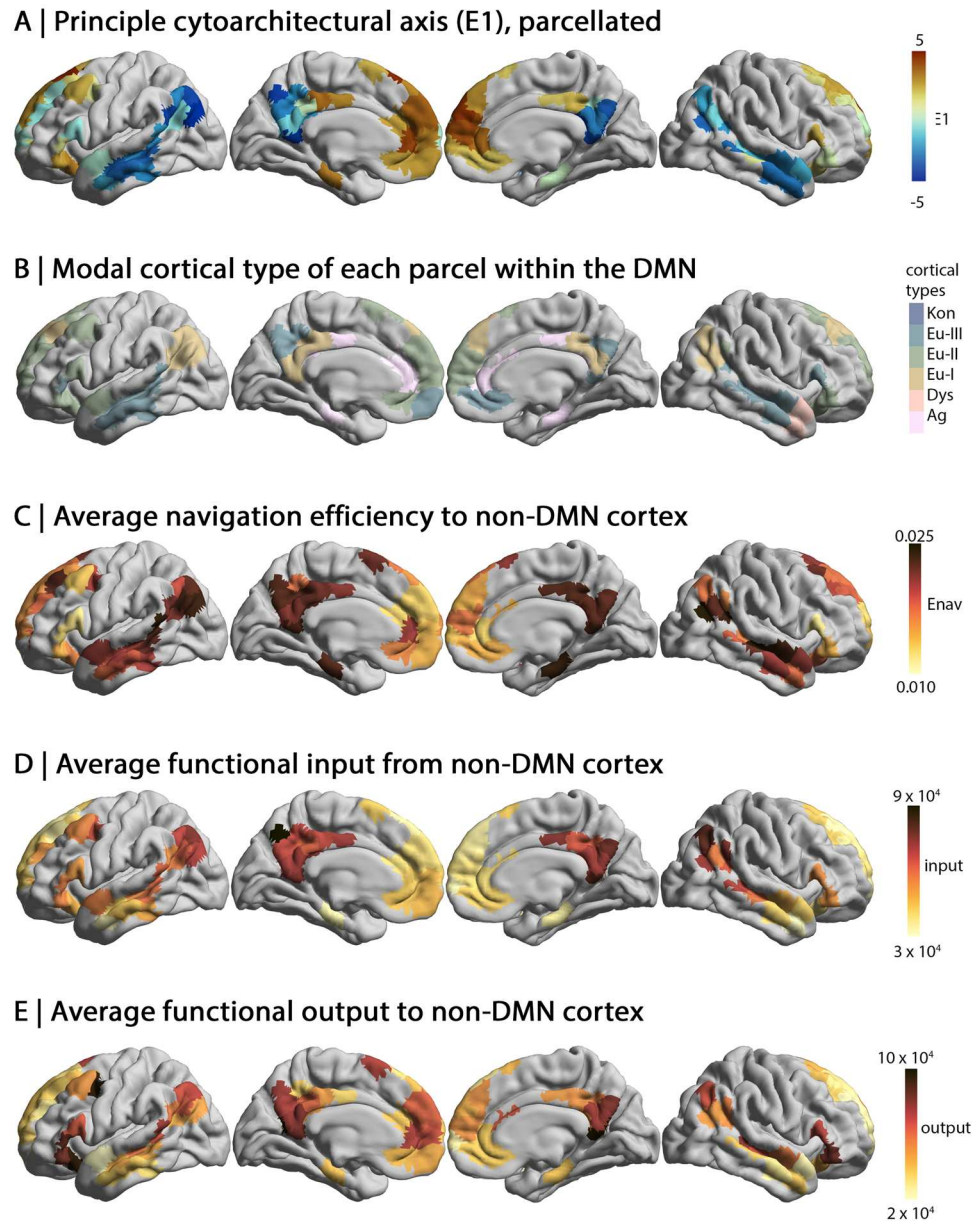 A | Principle cytoarchitectural axis (E1), parcellated
5
E1
-5
B | Modal cortical type of each parcel within the DMN
cortical
types
Kon
Eu-III
Eu-II
Eu-I
Dys
Ag
C | Average navigation efficiency to non-DMN cortex
0.025
Enav
0.010
D | Average functional input from non-DMN cortex
9 x 10⁴
input
3 x 10⁴
E | Average functional output to non-DMN cortex
10 x 10⁴
output
2 x 10⁴